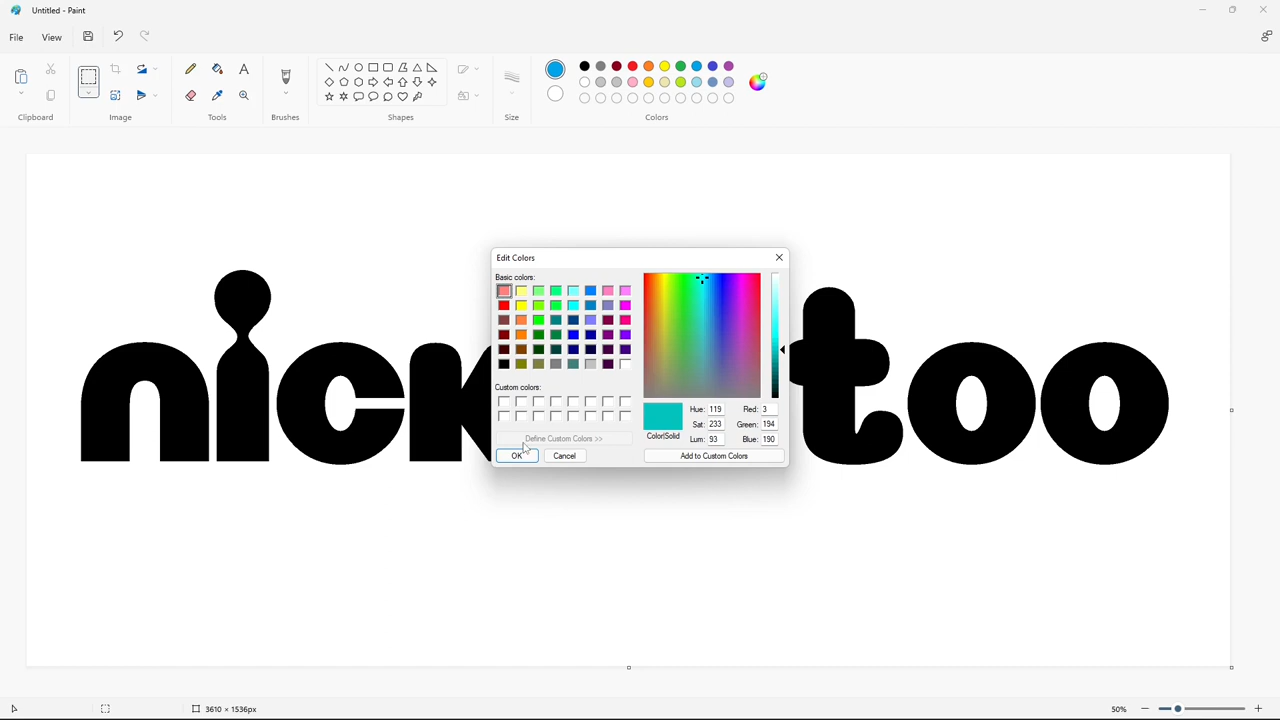 Untitled - Paint
File View
Clipboard Image Tools Brushes Shapes Size Colors
A
nick too
Edit Colors
Basic colors:
Custom colors:
Define Custom Colors >>
OK Cancel
Color|Solid
Hue: 119 Red: 3
Sat: 233 Green: 194
Lum: 93 Blue: 190
Add to Custom Colors
3610 × 1536px
50%